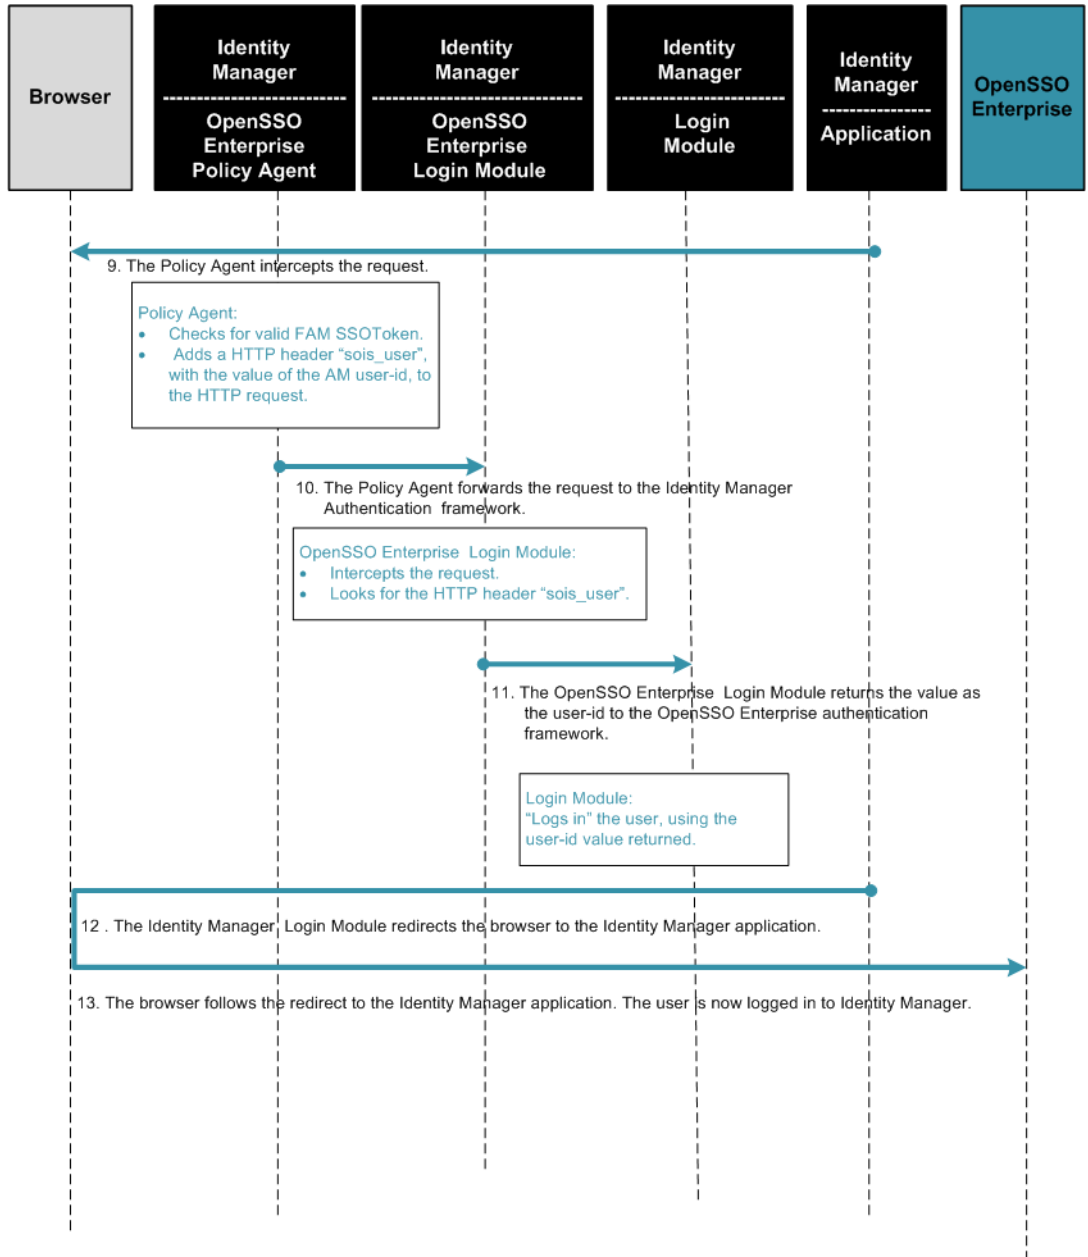 Browser
Identity
Manager
OpenSSO
Enterprise
Policy Agent
Identity
Manager
OpenSSO
Enterprise
Login Module
Identity
Manager
Login
Module
Identity
Manager
Application
OpenSSO
Enterprise
9. The Policy Agent intercepts the request.
Policy Agent:
• Checks for valid FAM SSOToken.
• Adds a HTTP header “sois_user”,
with the value of the AM user-id, to
the HTTP request.
10. The Policy Agent forwards the request to the Identity Manager
Authentication framework.
OpenSSO Enterprise Login Module:
• Intercepts the request.
• Looks for the HTTP header “sois_user”.
11. The OpenSSO Enterprise Login Module returns the value as
the user-id to the OpenSSO Enterprise authentication
framework.
Login Module:
“Logs in” the user, using the
user-id value returned.
12 . The Identity Manager Login Module redirects the browser to the Identity Manager application.
13. The browser follows the redirect to the Identity Manager application. The user is now logged in to Identity Manager.